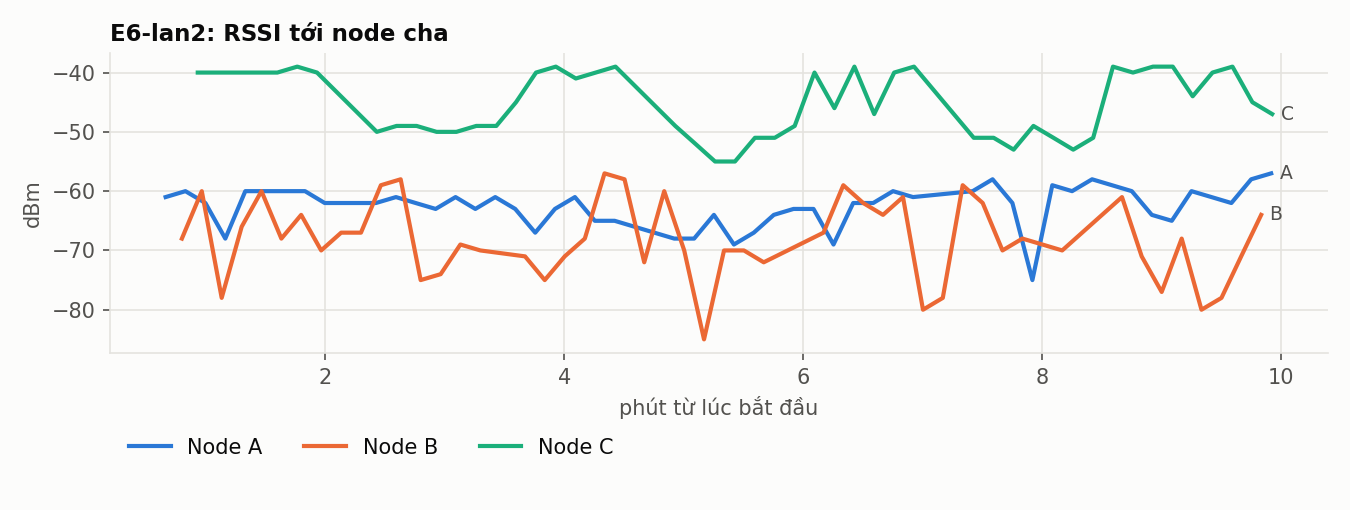 E6-lan2: RSSI tới node cha
−40
−50
−60
−70
−80
dBm
C
A
B
2 4 6 8 10
phút từ lúc bắt đầu
Node A Node B Node C